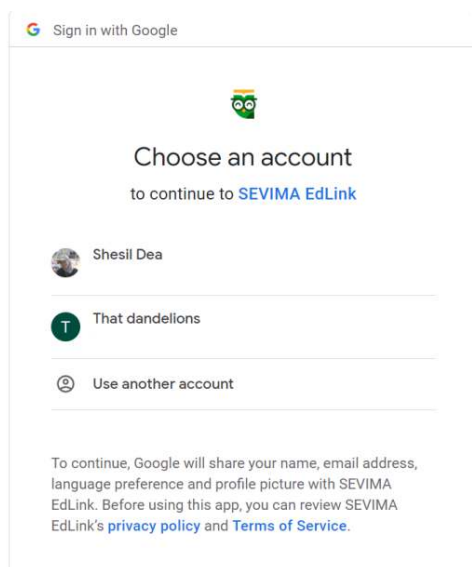 Sign in with Google
Choose an account
to continue to SEVIMA EdLink
Shesil Dea
T
That dandelions
Use another account
To continue, Google will share your name, email address,
language preference and profile picture with SEVIMA
EdLink. Before using this app, you can review SEVIMA
EdLink's privacy policy and Terms of Service.